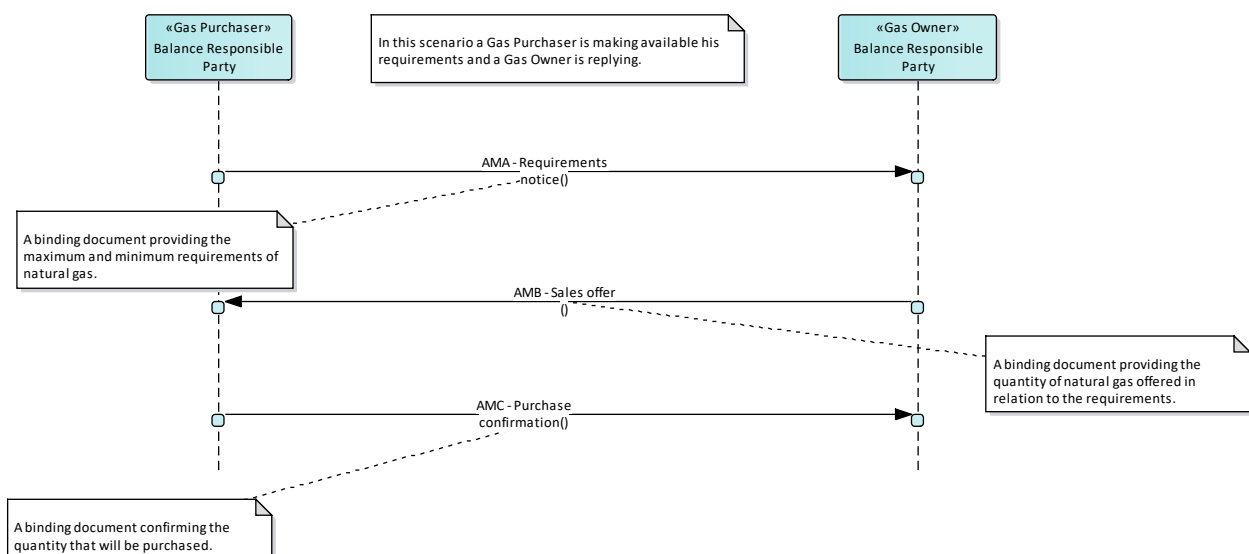 «Gas Purchaser»
Balance Responsible
Party
In this scenario a Gas Purchaser is making available his
requirements and a Gas Owner is replying.
«Gas Owner»
Balance Responsible
Party
AMA - Requirements
notice()
A binding document providing the
maximum and minimum requirements of
natural gas.
AMB - Sales offer
()
A binding document providing the
quantity of natural gas offered in
relation to the requirements.
AMC - Purchase
confirmation()
A binding document confirming the
quantity that will be purchased.